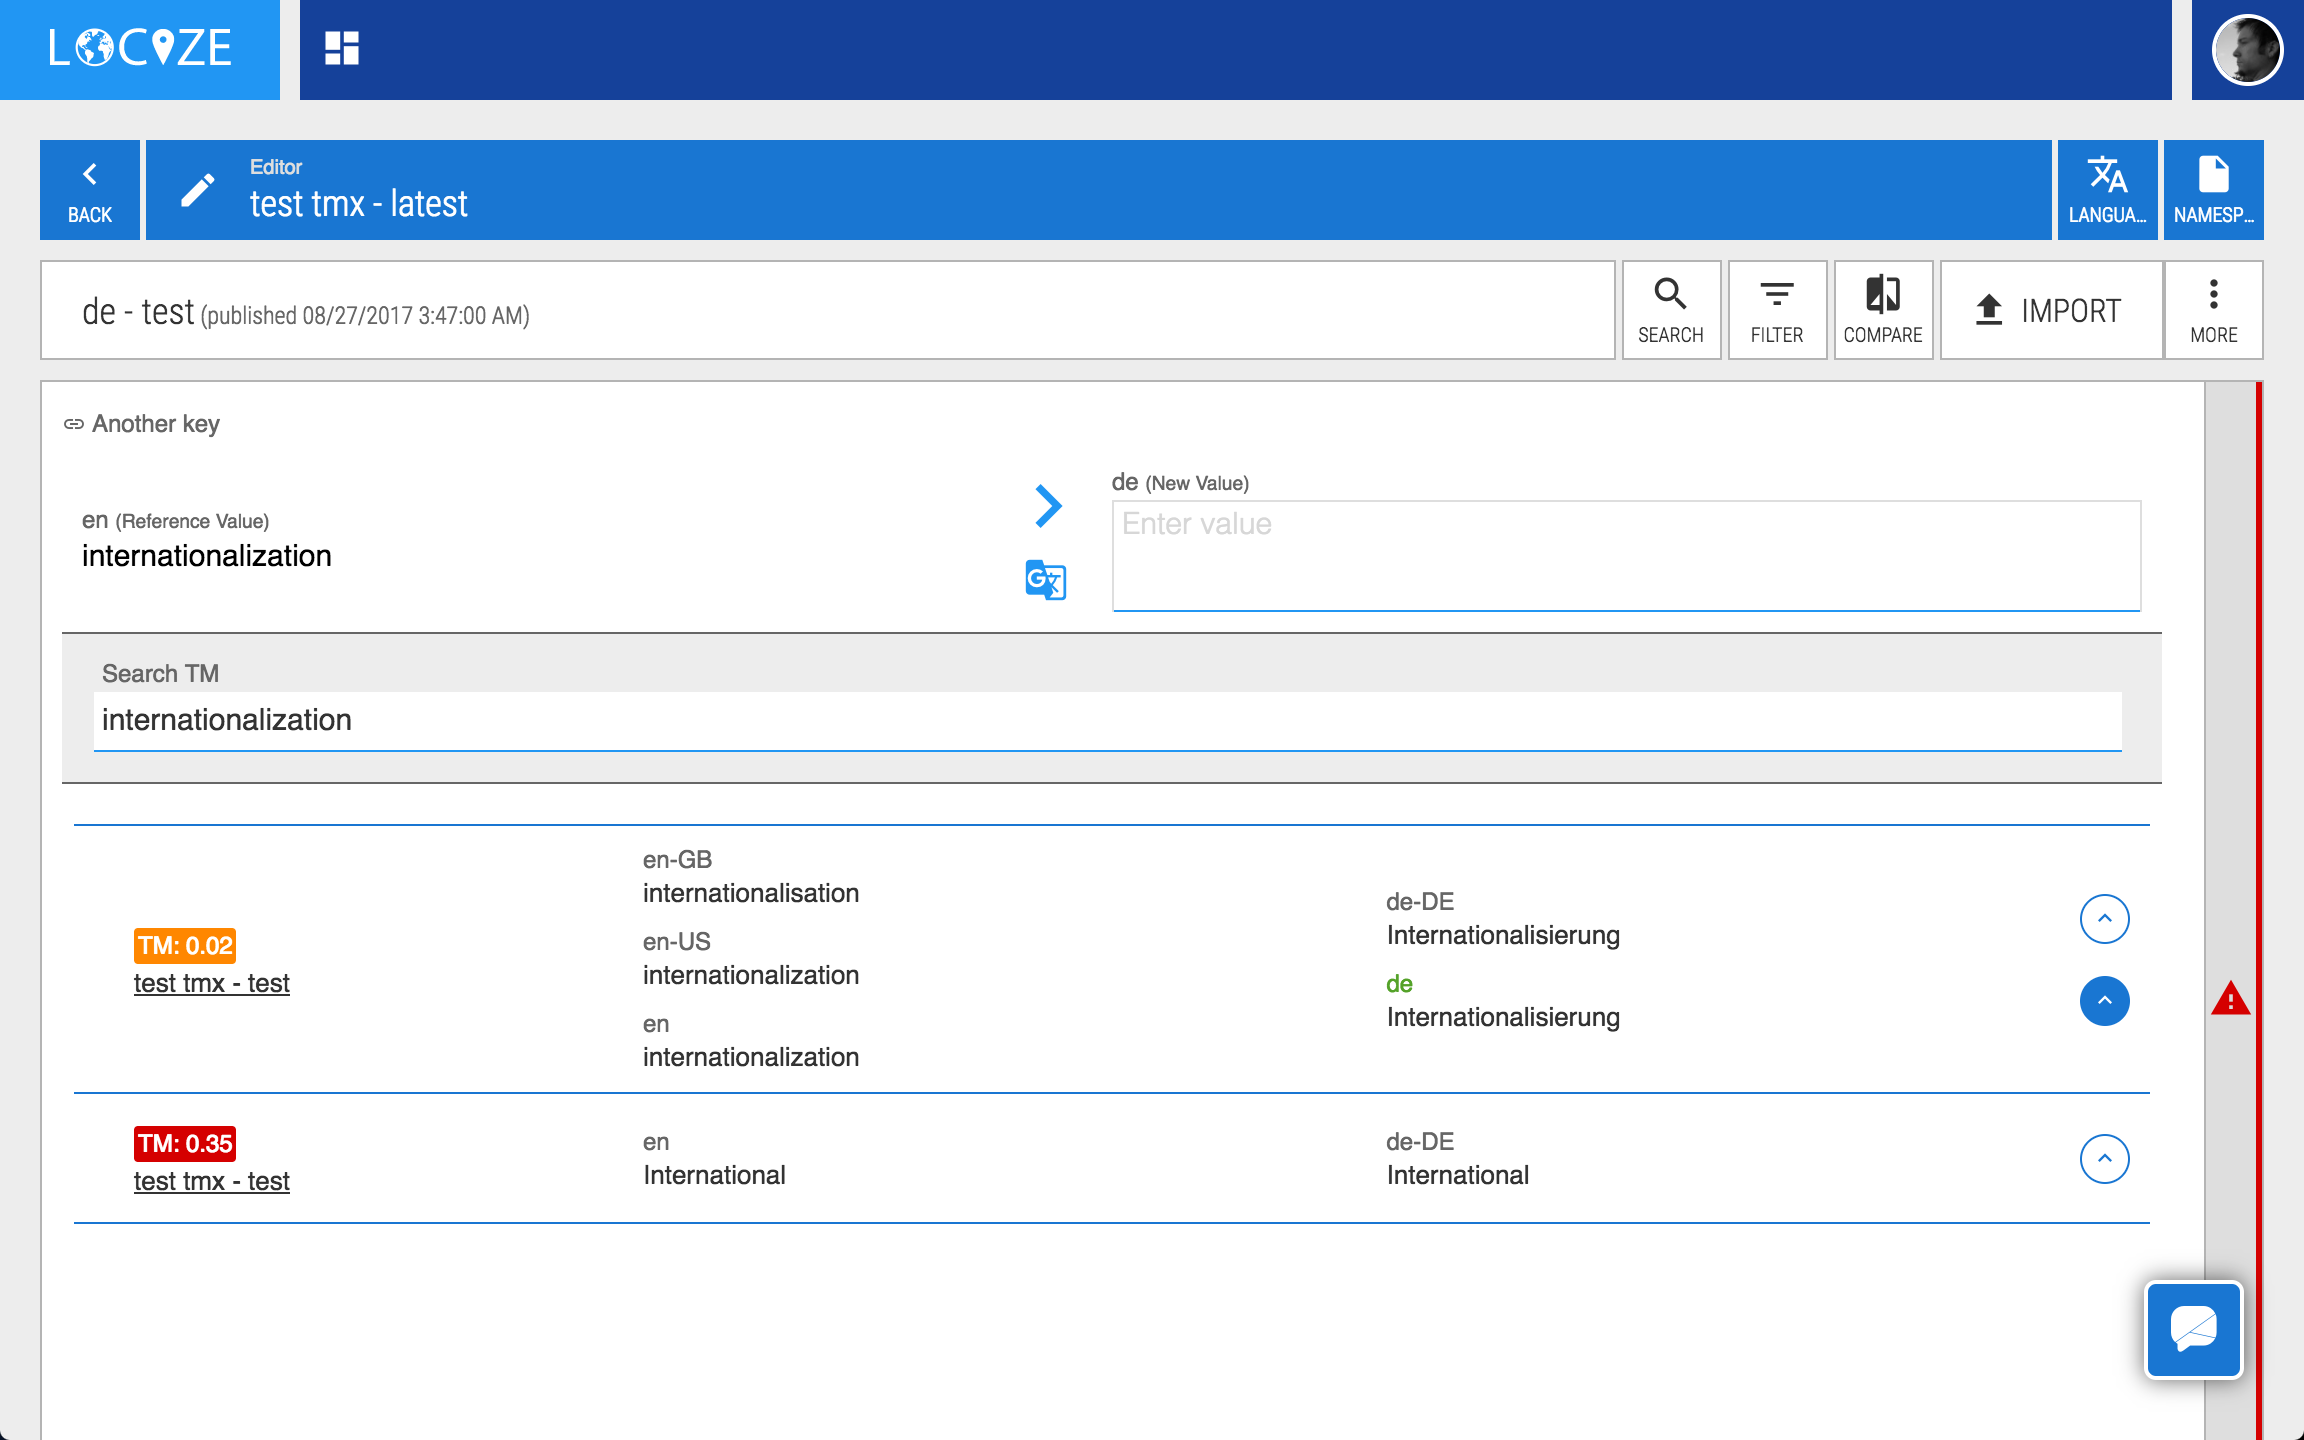 LOCIZE
BACK
Editor
test tmx - latest
LANGUA...
NAMESP...
de - test (published 08/27/2017 3:47:00 AM)
SEARCH
FILTER
COMPARE
IMPORT
MORE
Another key
en (Reference Value)
internationalization
de (New Value)
Enter value
Search TM
internationalization
TM: 0.02
test tmx - test
en-GB
internationalisation
en-US
internationalization
en
internationalization
de-DE
Internationalisierung
de
Internationalisierung
TM: 0.35
test tmx - test
en
International
de-DE
International